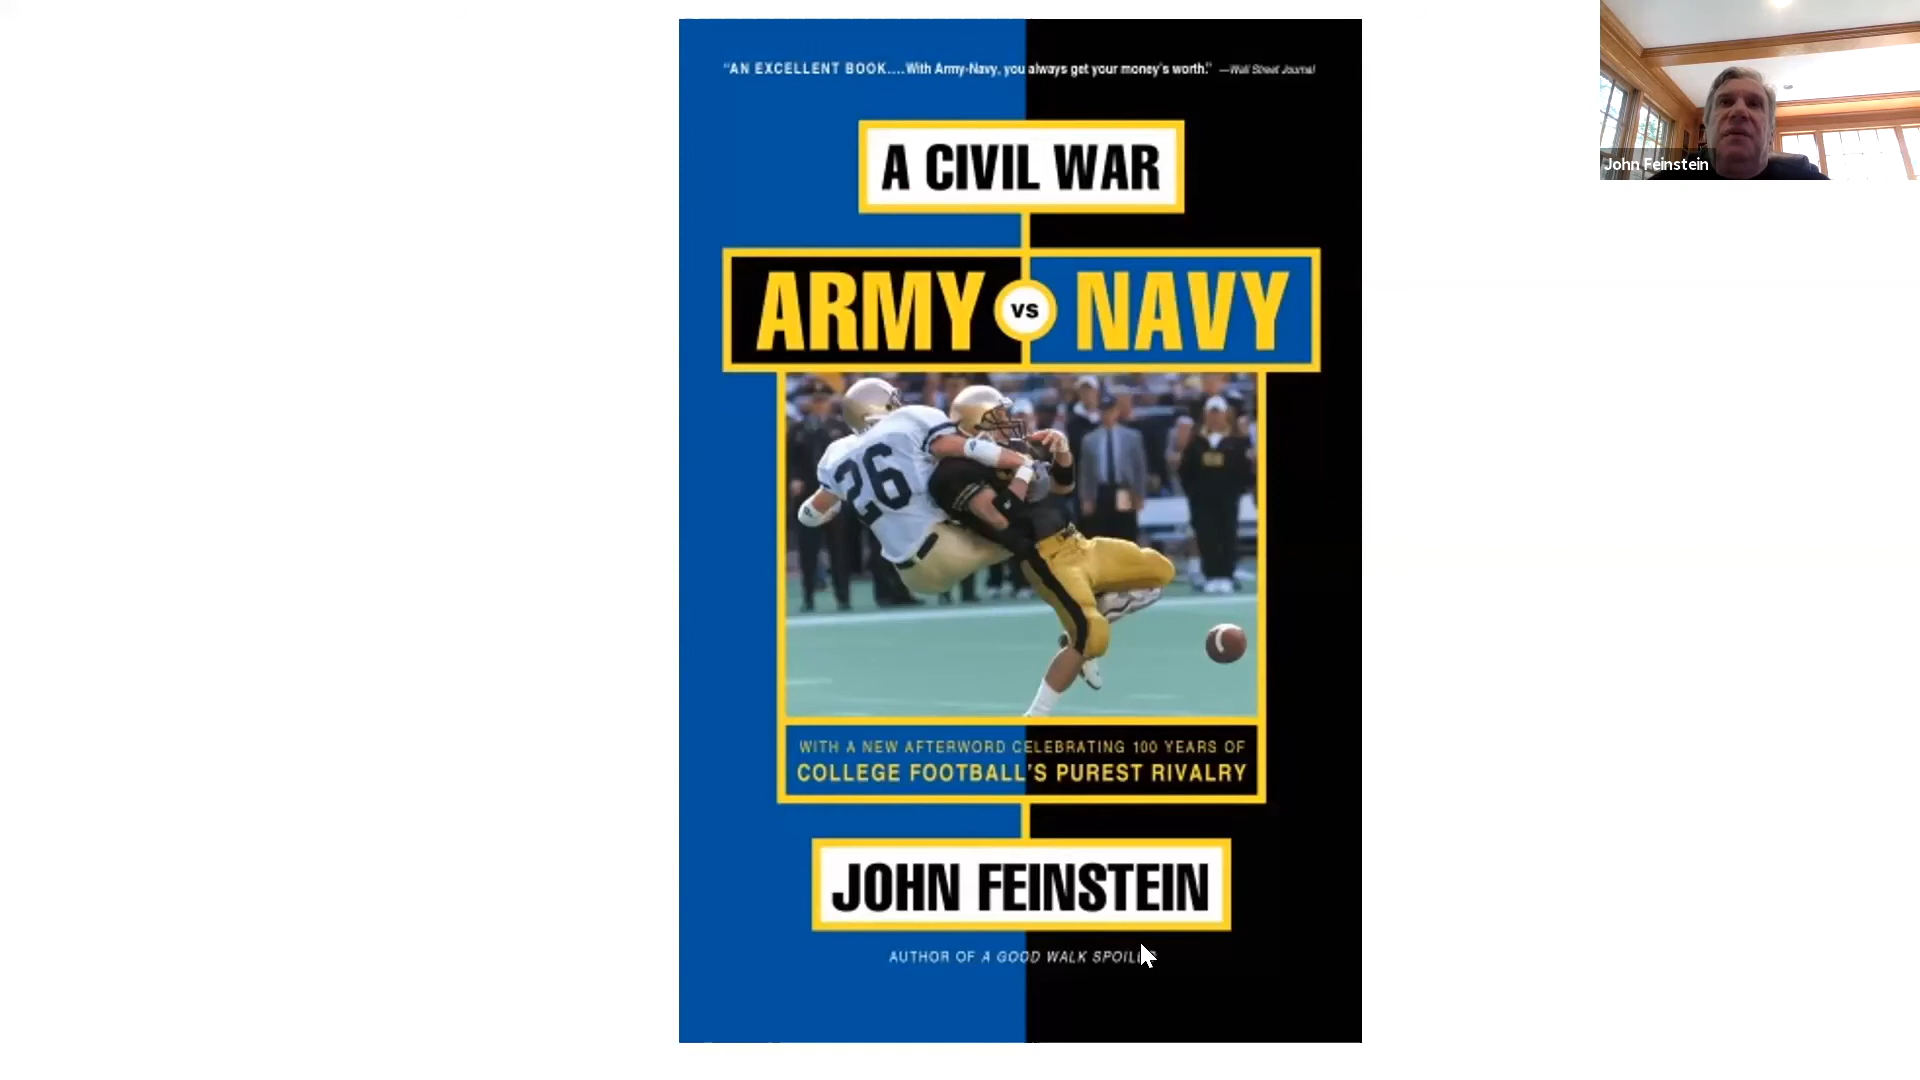 "AN EXCELLENT BOOK....With Army-Navy, you always get your money's worth." —Wall Street Journal
A CIVIL WAR
ARMY vs NAVY
26
WITH A NEW AFTERWORD CELEBRATING 100 YEARS OF
COLLEGE FOOTBALL'S PUREST RIVALRY
JOHN FEINSTEIN
AUTHOR OF A GOOD WALK
John Feinstein